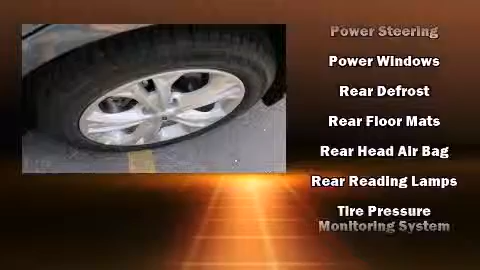 Power Steering
Power Windows
Rear Defrost
Rear Floor Mats
Rear Head Air Bag
Rear Reading Lamps
Tire Pressure
Monitoring System